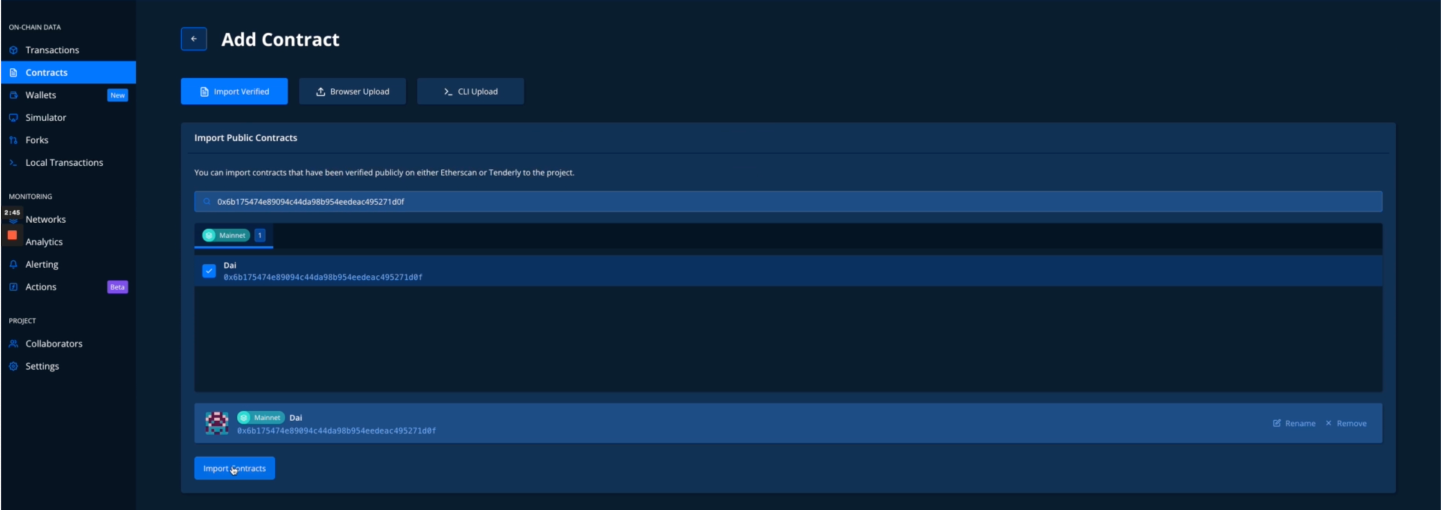 ON-CHAIN DATA
Transactions
Contracts
Wallets New
Simulator
Forks
Local Transactions
MONITORING
2:45
Networks
Analytics
Alerting
Actions Beta
PROJECT
Collaborators
Settings
Add Contract
Import Verified Browser Upload CLI Upload
Import Public Contracts
You can import contracts that have been verified publicly on either Etherscan or Tenderly to the project.
0x6b175474e89094c44da98b954eedeac495271d0f
Mainnet 1
Dai
0x6b175474e89094c44da98b954eedeac495271d0f
Mainnet Dai
0x6b175474e89094c44da98b954eedeac495271d0f
Rename Remove
Import Contracts